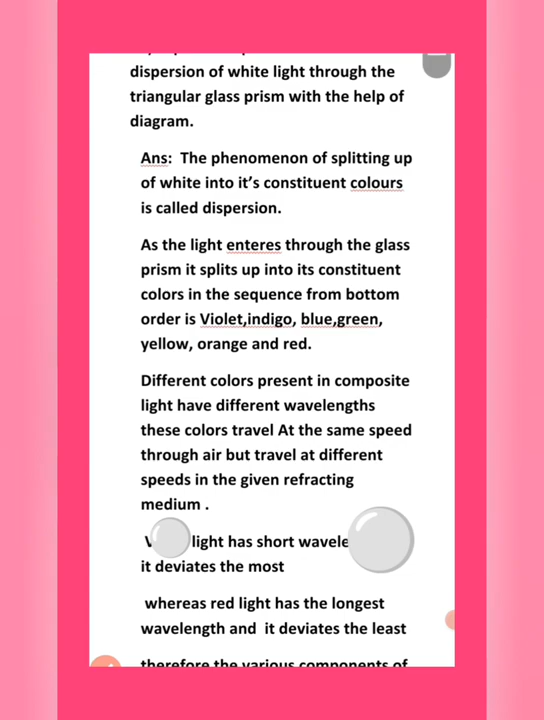 dispersion of white light through the
triangular glass prism with the help of
diagram.
Ans: The phenomenon of splitting up
of white into it's constituent colours
is called dispersion.
As the light enteres through the glass
prism it splits up into its constituent
colors in the sequence from bottom
order is Violet,indigo, blue,green,
yellow, orange and red.
Different colors present in composite
light have different wavelengths
these colors travel At the same speed
through air but travel at different
speeds in the given refracting
medium .
light has short
it deviates the most
whereas red light has the longest
wavelength and it deviates the least
therefore the various components of